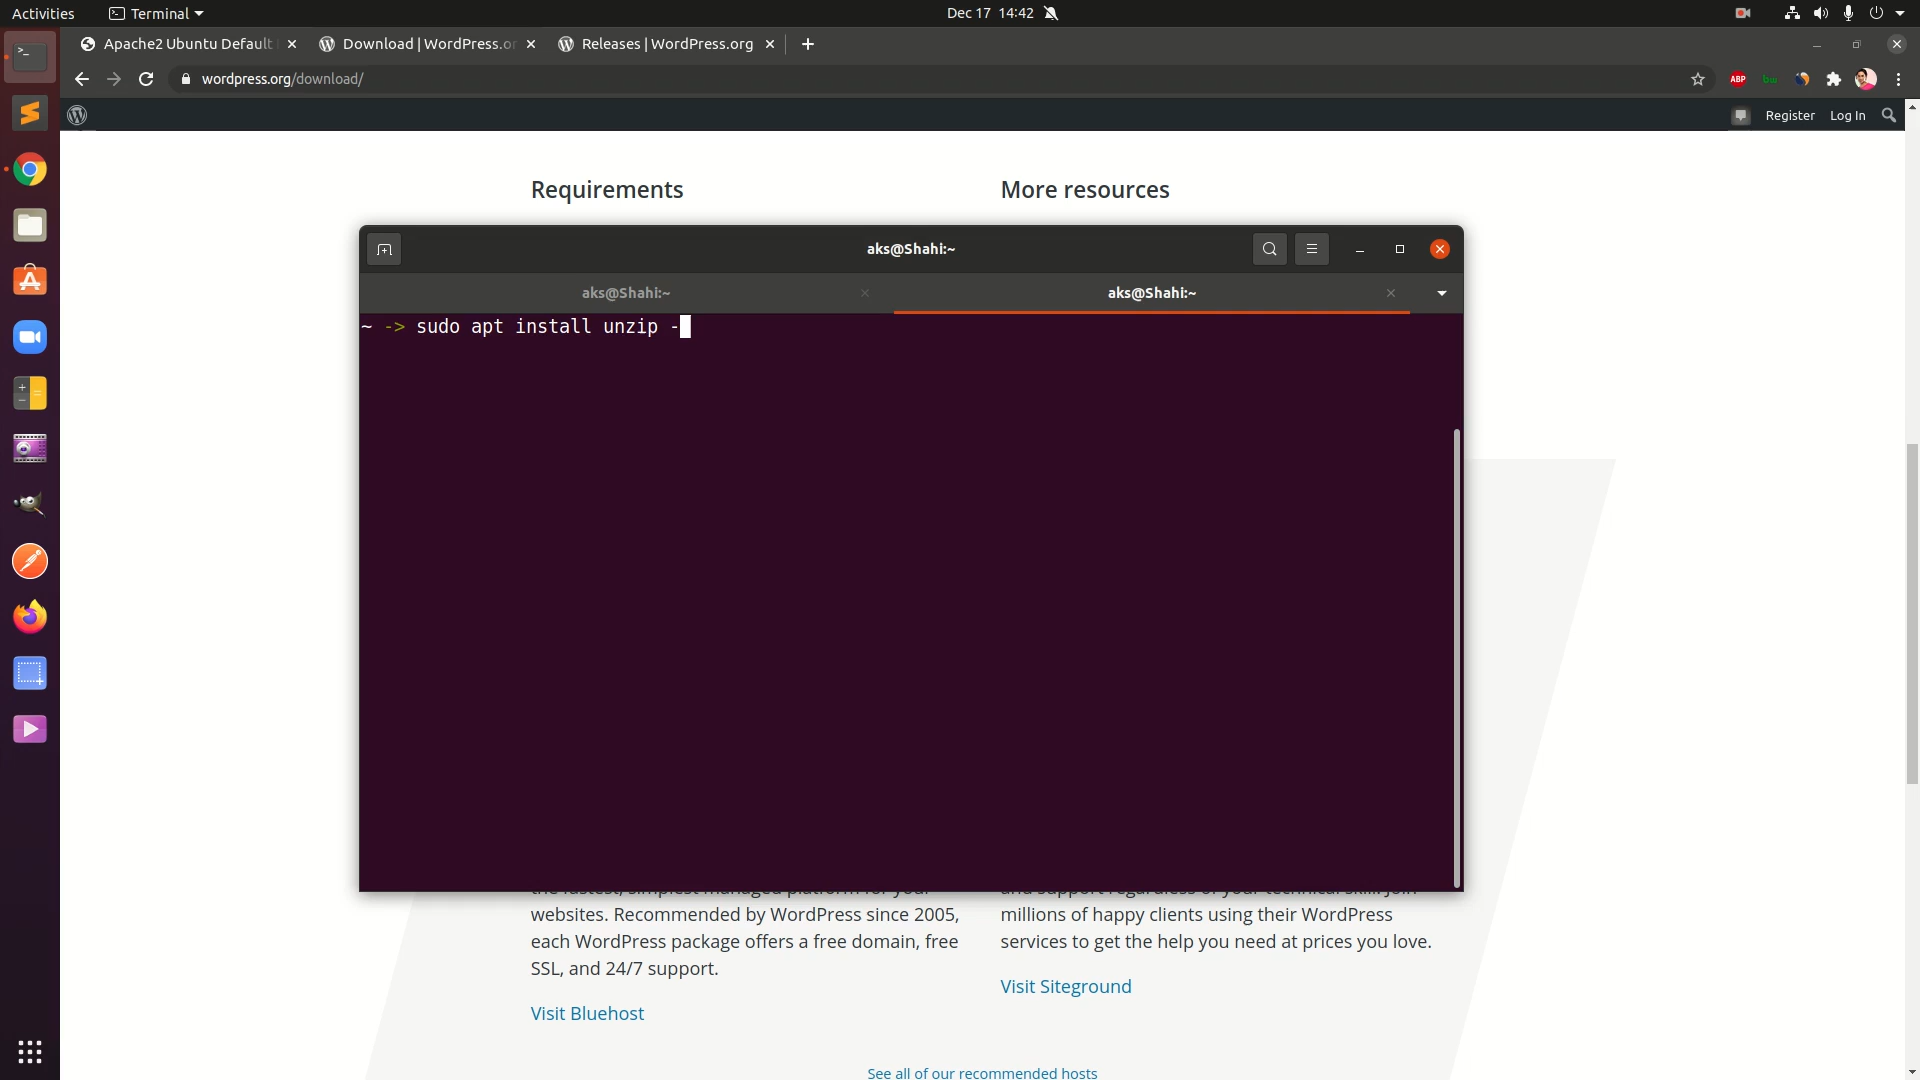 Activities
Terminal
Dec 17 14:42
Apache2 Ubuntu Default
Download | WordPress.or
Releases | WordPress.org
wordpress.org/download/
ABP
Register
Log In
Requirements
More resources
aks@Shahi:~
aks@Shahi:~
aks@Shahi:~
~ -> sudo apt install unzip -
websites. Recommended by WordPress since 2005,
each WordPress package offers a free domain, free
SSL, and 24/7 support.
Visit Bluehost
millions of happy clients using their WordPress
services to get the help you need at prices you love.
Visit Siteground
See all of our recommended hosts